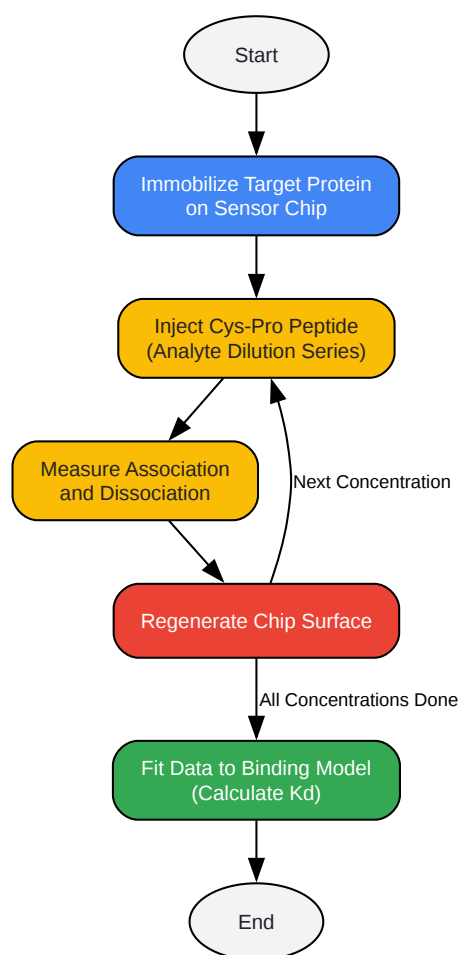 Start
Immobilize Target Protein
on Sensor Chip
Inject Cys-Pro Peptide
(Analyte Dilution Series)
Measure Association
and Dissociation
Next Concentration
Regenerate Chip Surface
All Concentrations Done
Fit Data to Binding Model
(Calculate Kd)
End